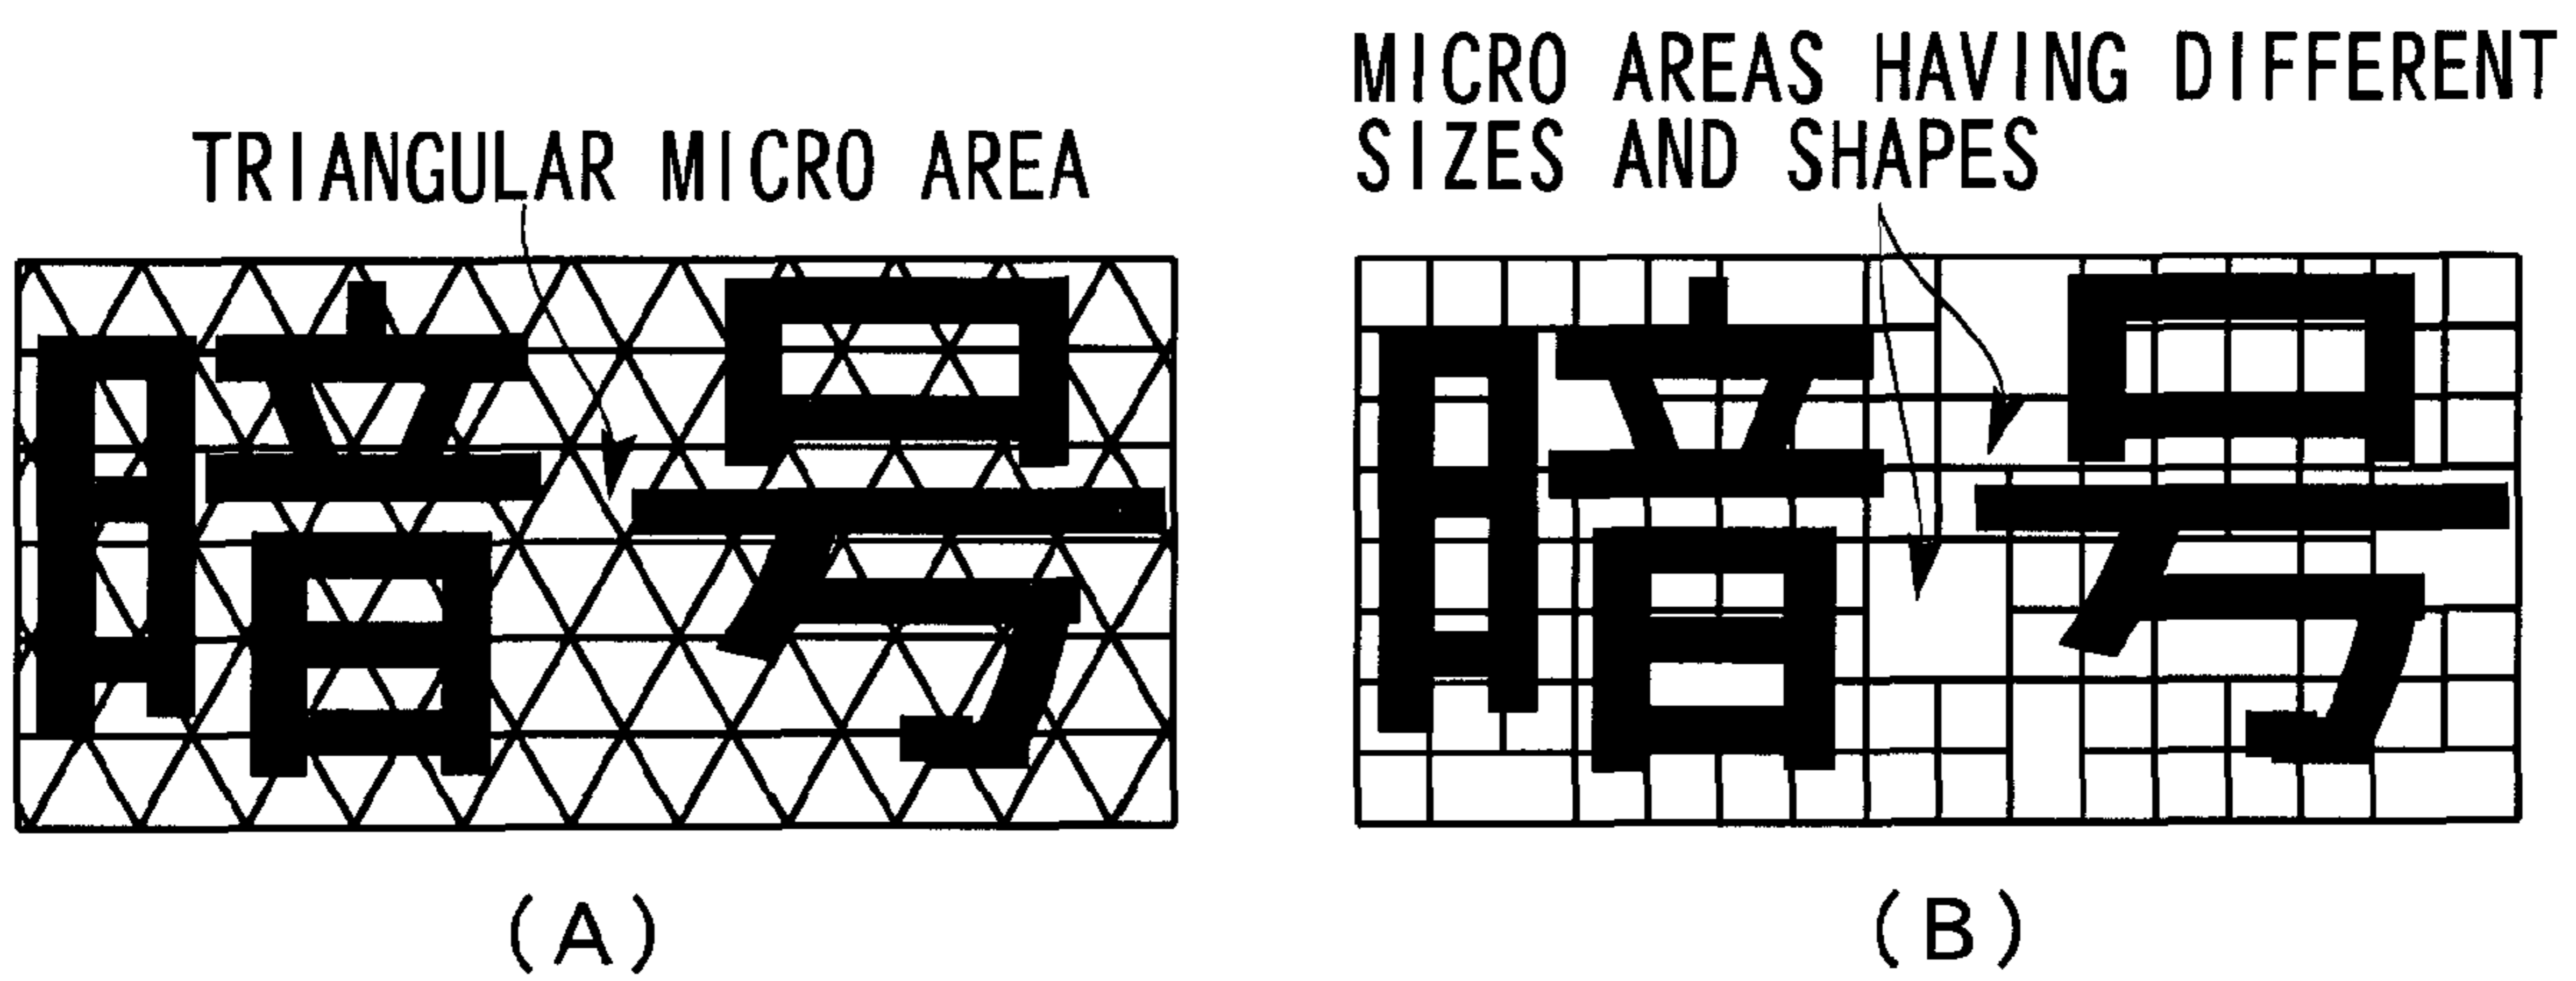 TRIANGULAR MICRO AREA
暗号
(A)
MICRO AREAS HAVING DIFFERENT
SIZES AND SHAPES
暗号
(B)